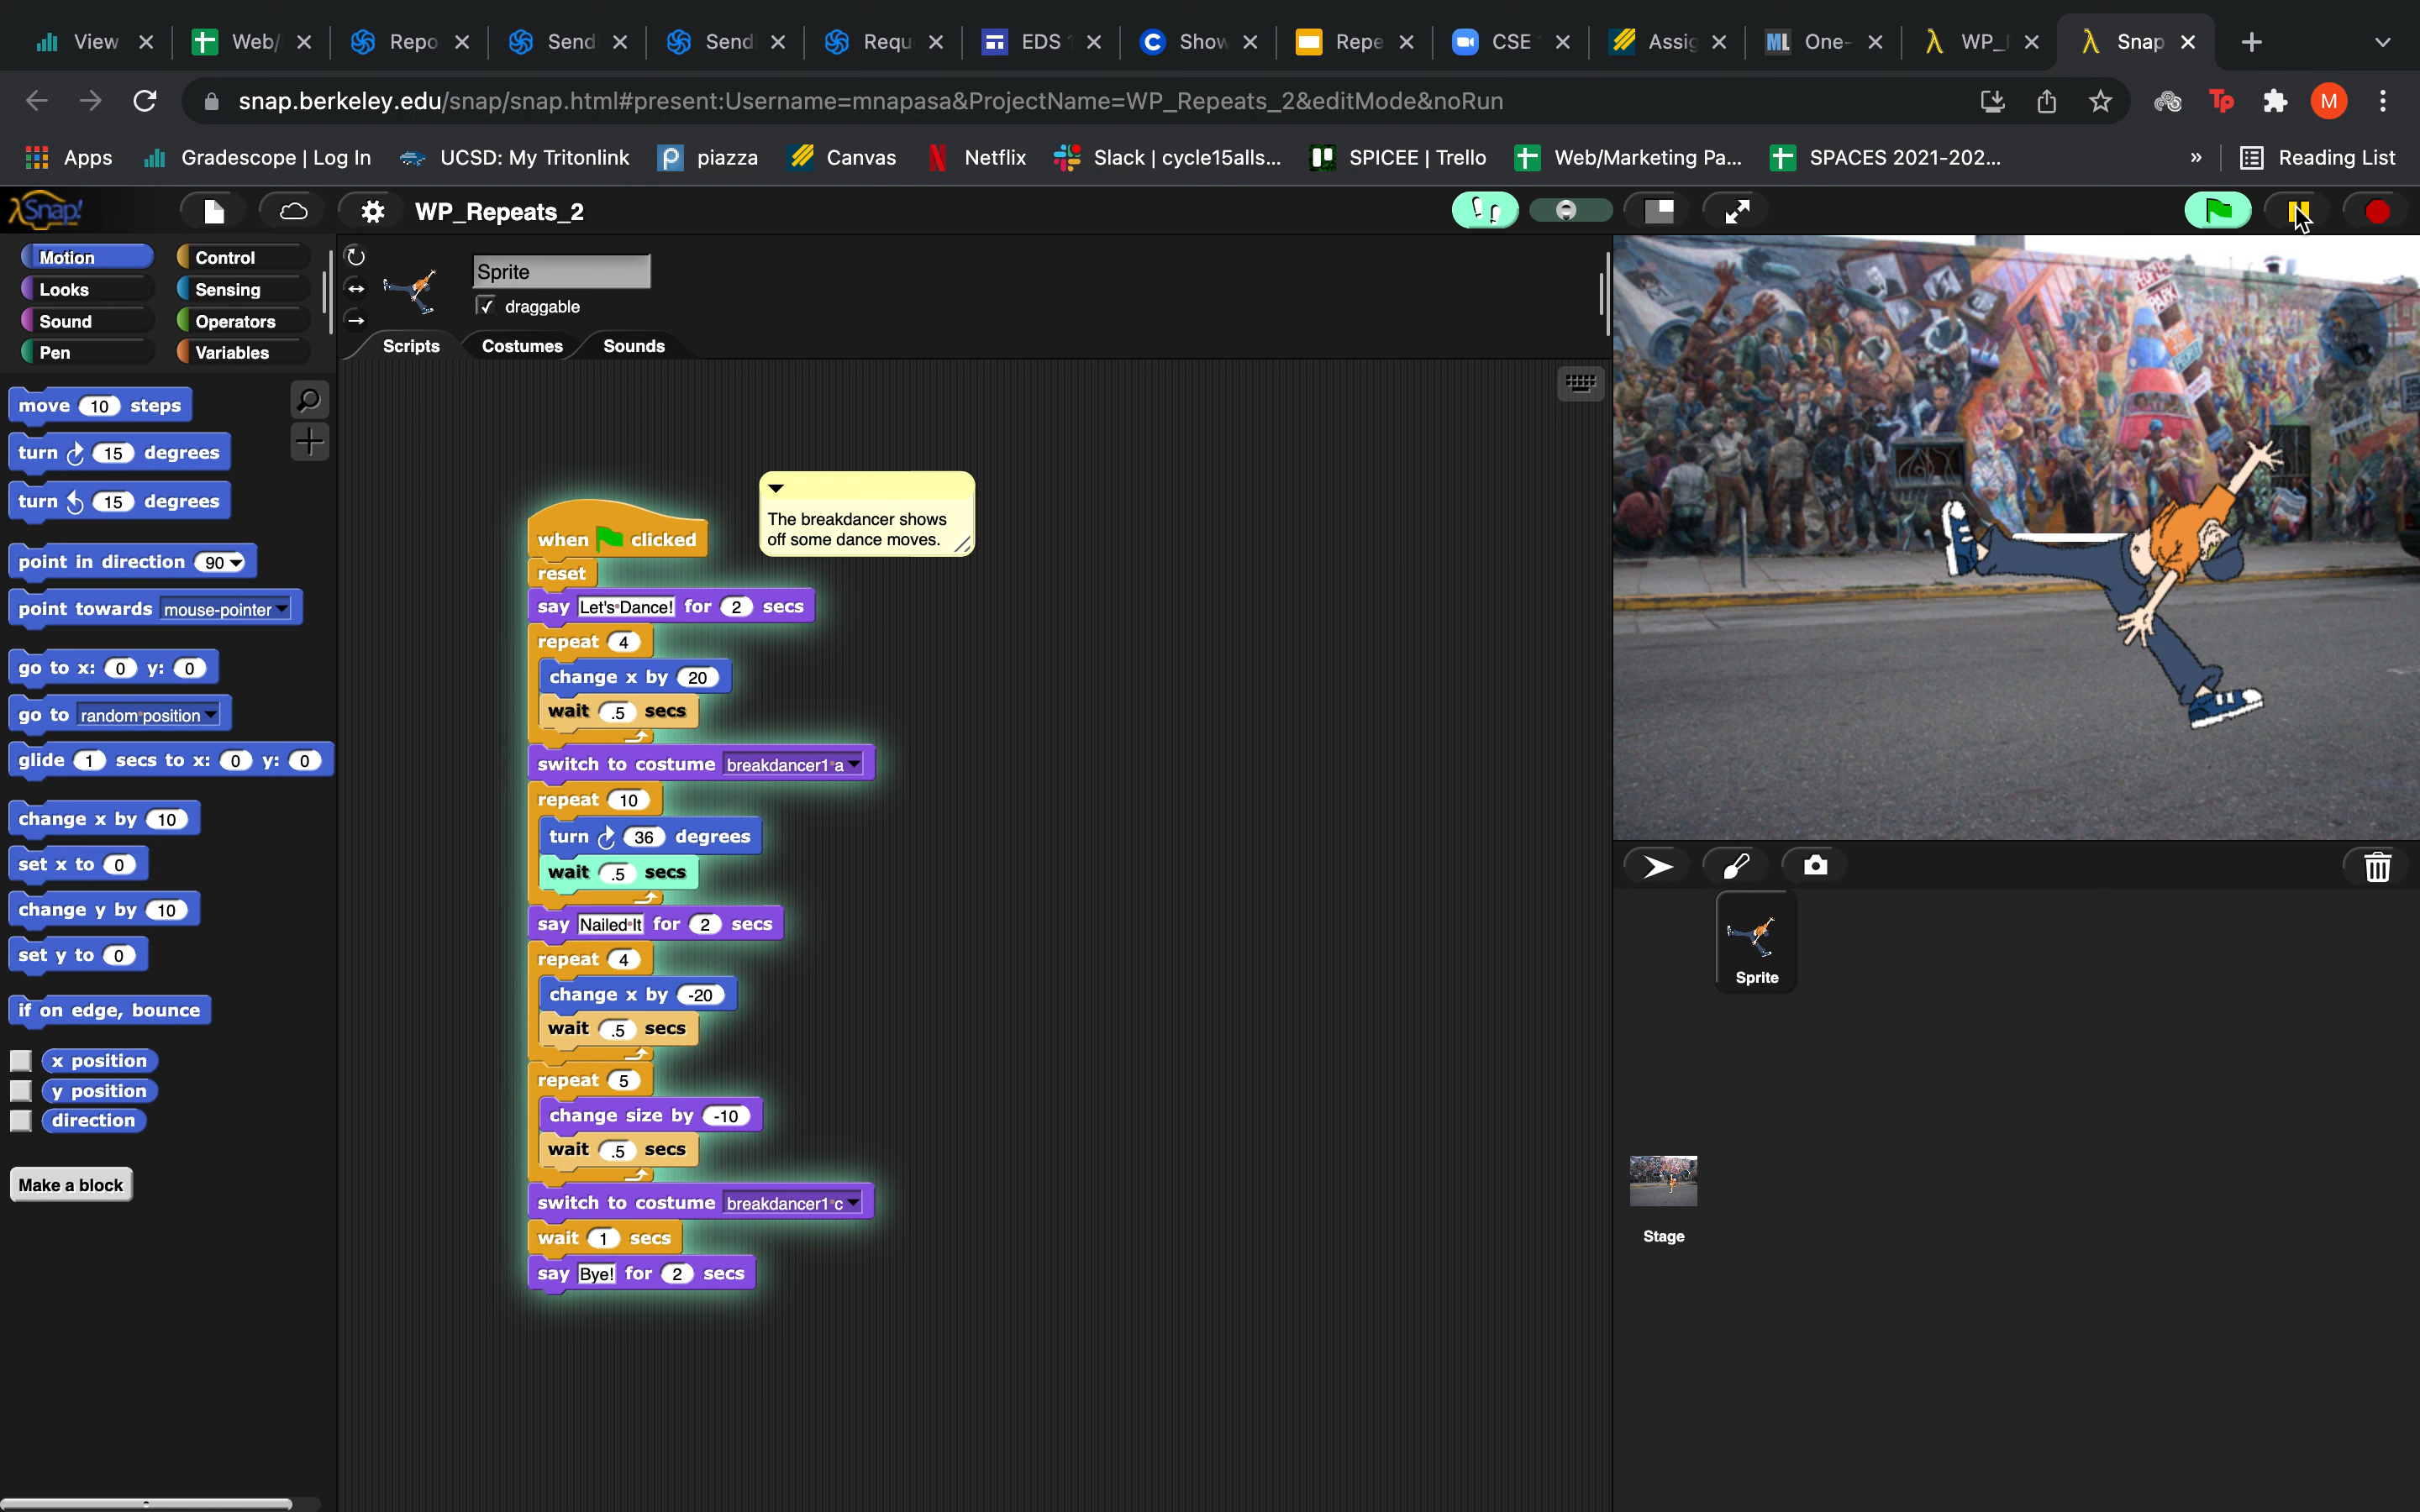 View
Web/
Repo
Send
Send
Requ
EDS 1
Show
Repe
CSE
Assig
One-
WP_
Snap
snap.berkeley.edu/snap/snap.html#present:Username=mnapasa&ProjectName=WP_Repeats_2&editMode&noRun
Tp
M
Apps
Gradescope | Log In
UCSD: My Tritonlink
piazza
Canvas
Netflix
Slack | cycle15alls...
SPICEE | Trello
Web/Marketing Pa...
SPACES 2021-202...
»
Reading List
Snap!
WP_Repeats_2
Motion
Control
Looks
Sensing
Sound
Operators
Pen
Variables
Sprite
draggable
Scripts
Costumes
Sounds
move 10 steps
turn 15 degrees
turn 15 degrees
point in direction 90
point towards mouse-pointer
go to x: 0 y: 0
go to random position
glide 1 secs to x: 0 y: 0
change x by 10
set x to 0
change y by 10
set y to 0
if on edge, bounce
x position
y position
direction
Make a block
The breakdancer shows
off some dance moves.
when clicked
reset
say Let's Dance! for 2 secs
repeat 4
change x by 20
wait .5 secs
switch to costume breakdancer1 a
repeat 10
turn 36 degrees
wait .5 secs
say Nailed It for 2 secs
repeat 4
change x by -20
wait .5 secs
repeat 5
change size by -10
wait .5 secs
switch to costume breakdancer1 c
wait 1 secs
say Bye! for 2 secs
Sprite
Stage